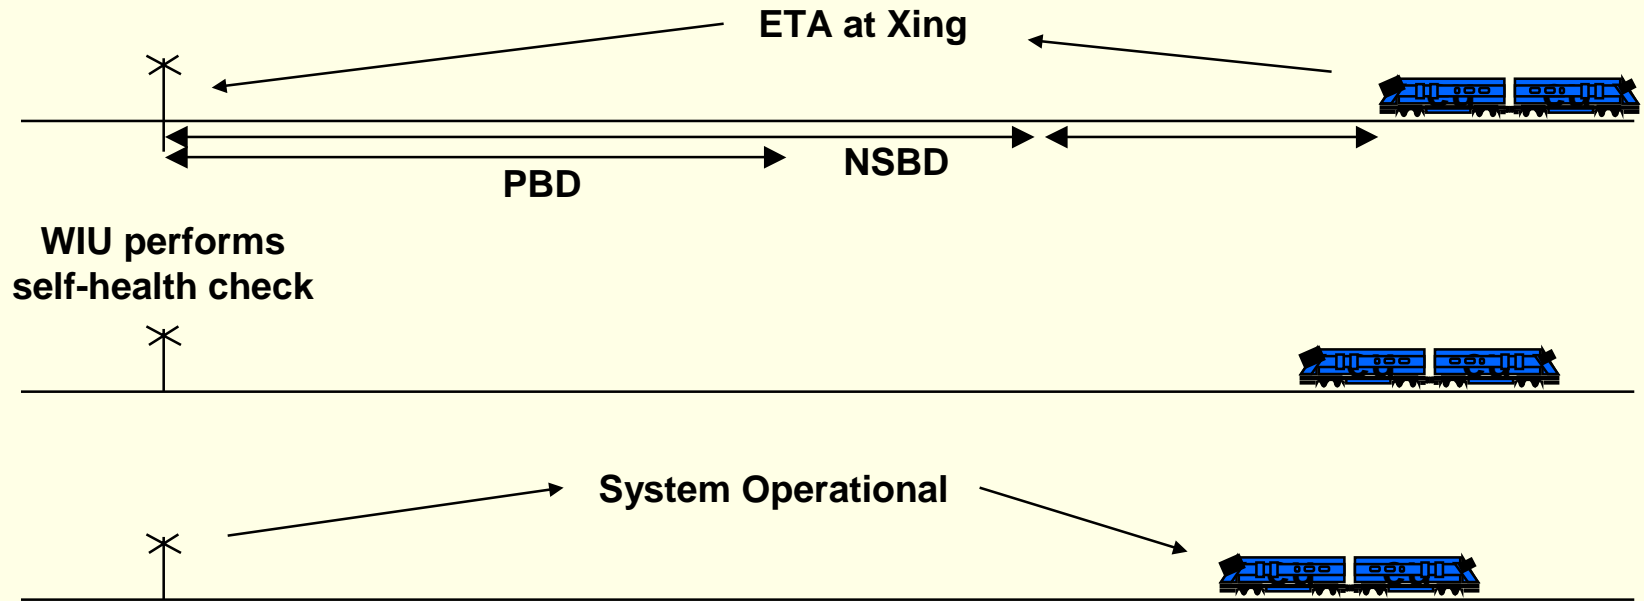 ETA at Xing
NSBD
PBD
WIU performs
self-health check
System Operational